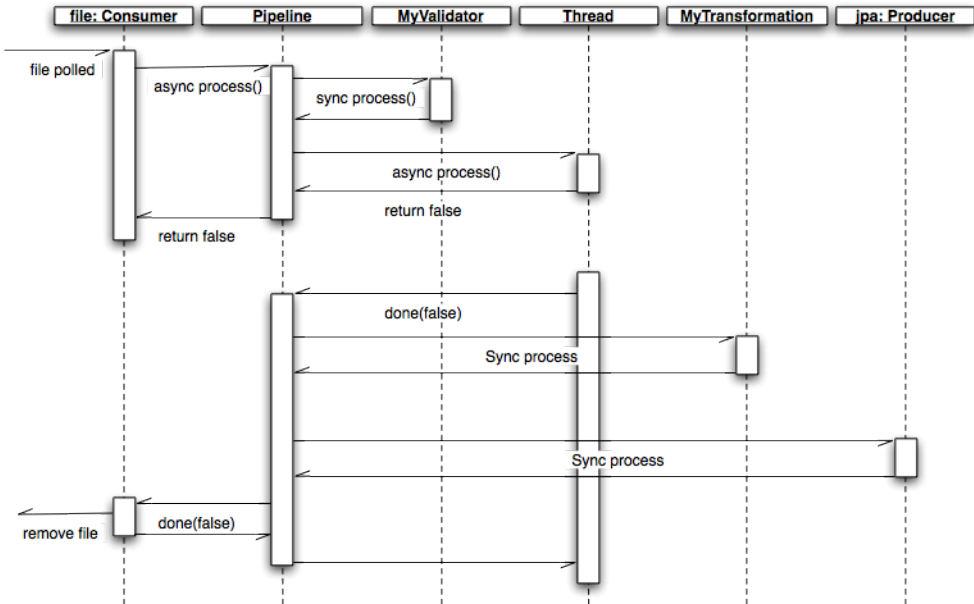 file: Consumer
Pipeline
MyValidator
Thread
MyTransformation
jpa: Producer
file polled
async process()
sync process()
async process()
return false
return false
done(false)
Sync process
Sync process
done(false)
remove file